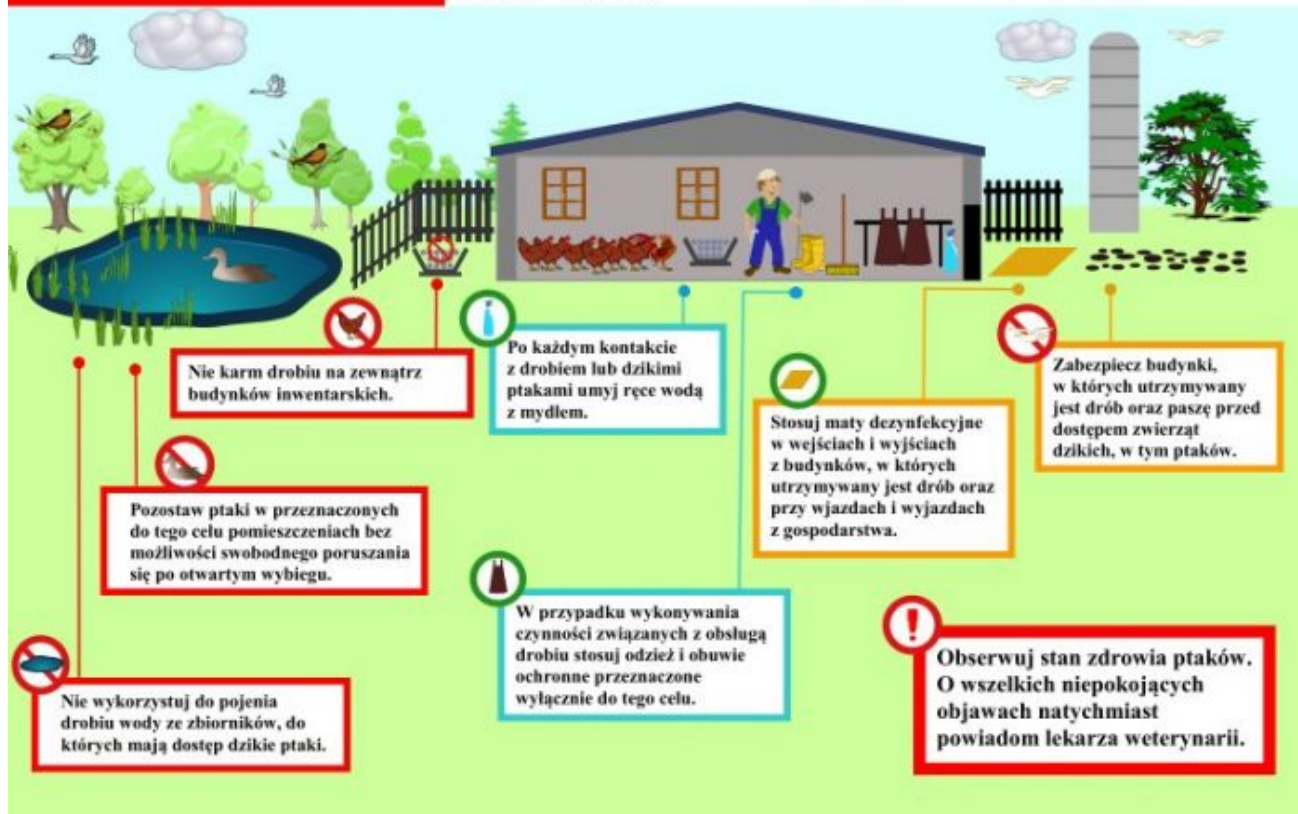 Nie karm drobiu na zewnątrz
budynków inwentarskich.
Po każdym kontakcie
z drobiem lub dzikimi
ptakami umyj ręce wodą
z mydłem.
Stosuj maty dezynfekcyjne
w wejściach i wyjściach
z budynków, w których
utrzymywany jest drób oraz
przy wjazdach i wyjazdach
z gospodarstwa.
Zabezpiecz budynki,
w których utrzymywany
jest drób oraz paszę przed
dostępem zwierząt
dzikich, w tym ptaków.
Pozostaw ptaki w przeznaczonych
do tego celu pomieszczeniach bez
możliwości swobodnego poruszania
się po otwartym wybiegu.
W przypadku wykonywania
czynności związanych z obsługą
drobiu stosuj odzież i obuwie
ochronne przeznaczone
wyłącznie do tego celu.
Nie wykorzystuj do pojenia
drobiu wody ze zbiorników, do
których mają dostęp dzikie ptaki.
Obserwuj stan zdrowia ptaków.
O wszelkich niepokojących
objawach natychmiast
powiadom lekarza weterynarii.